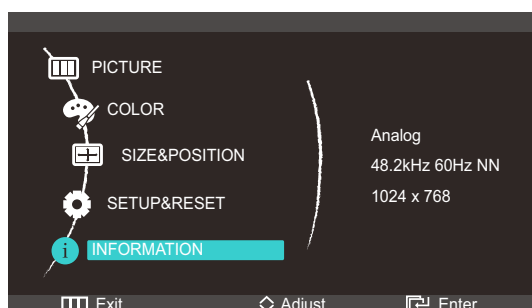 PICTURE
COLOR
SIZE&POSITION
SETUP&RESET
i INFORMATION
Analog
48.2kHz 60Hz NN
1024 x 768
Exit Adjust Enter